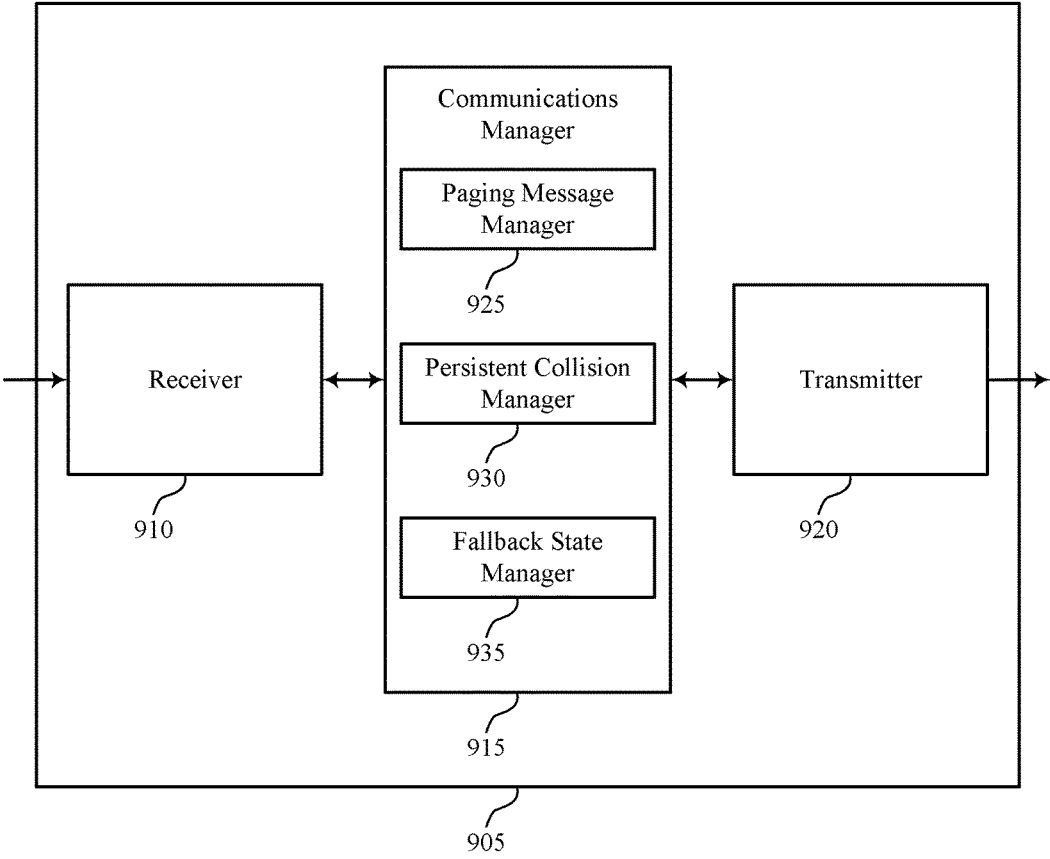 Communications
Manager
Paging Message
Manager
925
Receiver
910
Persistent Collision
Manager
930
Transmitter
920
Fallback State
Manager
935
915
905